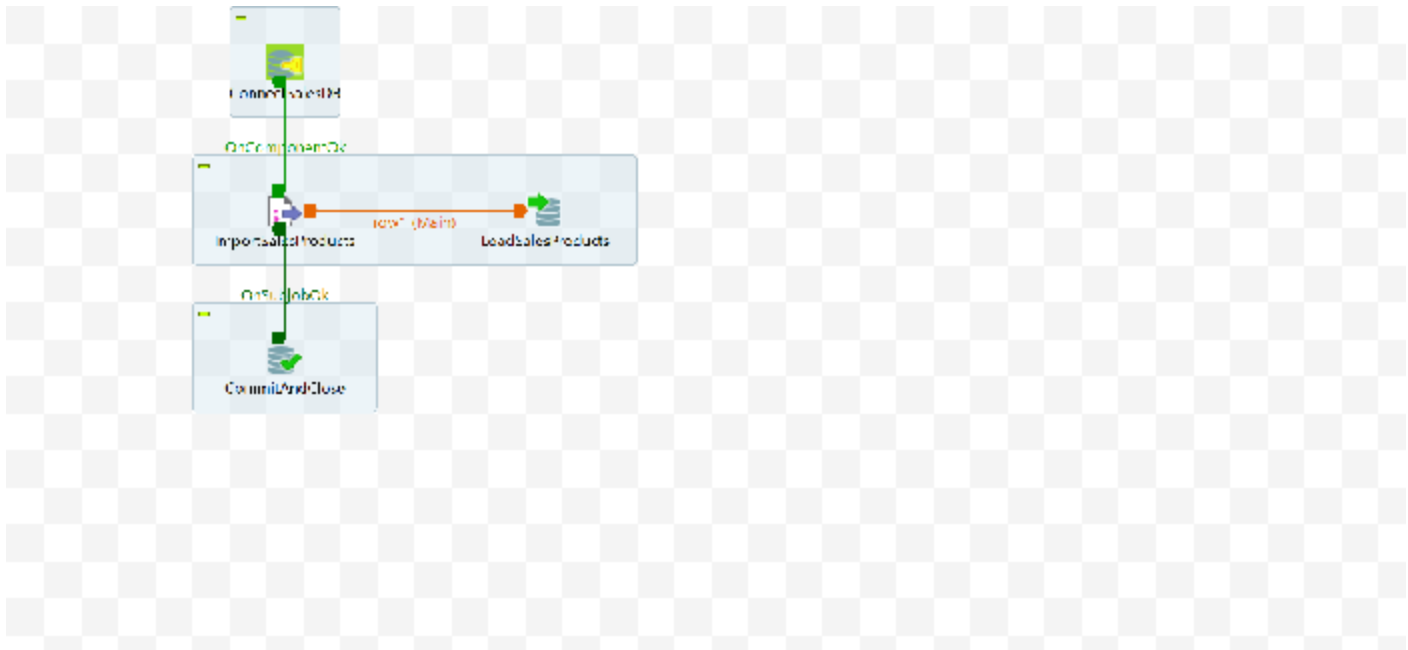 ConnectSalesDB
OnComponentOk
row1 (Main)
ImportSalesProducts
LoadSalesProducts
OnSubjobOk
CommitAndClose